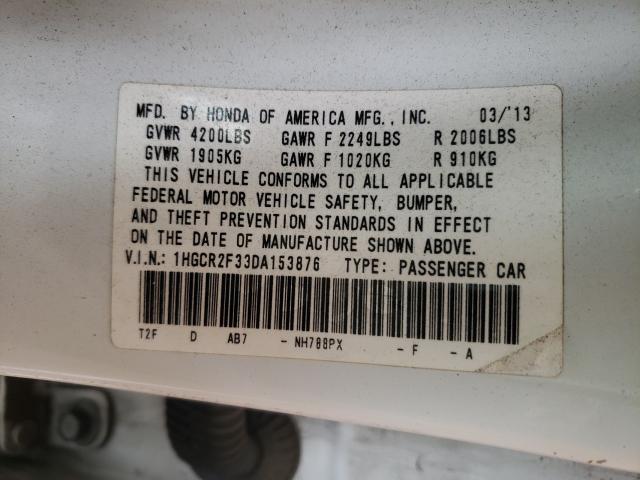 MFD. BY HONDA OF AMERICA MFG., INC. 03/'13
GVWR 4200LBS GAWR F 2249LBS R 2006LBS
GVWR 1905KG GAWR F 1020KG R 910KG
THIS VEHICLE CONFORMS TO ALL APPLICABLE
FEDERAL MOTOR VEHICLE SAFETY, BUMPER,
AND THEFT PREVENTION STANDARDS IN EFFECT
ON THE DATE OF MANUFACTURE SHOWN ABOVE.
V.I.N.: 1HGCR2F33DA153876 TYPE: PASSENGER CAR
T2F D AB7 - NH788PX - F - A